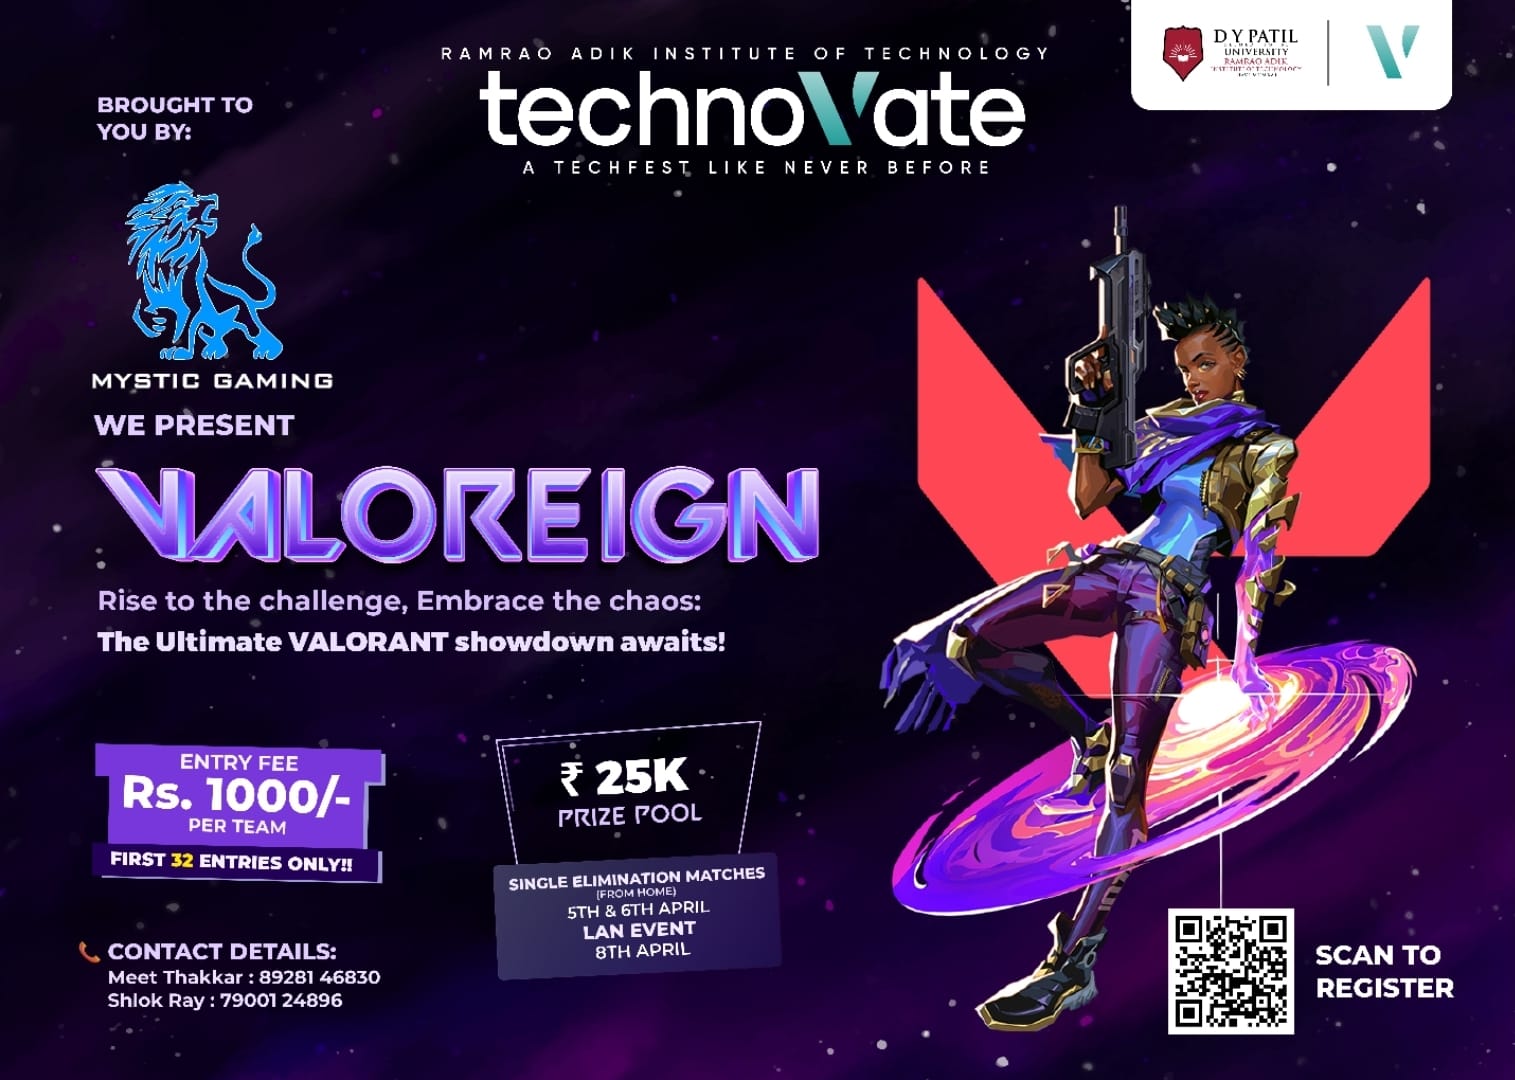 RAMRAO ADIK INSTITUTE OF TECHNOLOGY
technoVate
A TECHFEST LIKE NEVER BEFORE
D Y PATIL
UNIVERSITY
RAMRAO ADIK
INSTITUTE OF TECHNOLOGY
BROUGHT TO
YOU BY:
MYSTIC GAMING
WE PRESENT
VALOREIGN
Rise to the challenge, Embrace the chaos:
The Ultimate VALORANT showdown awaits!
ENTRY FEE
Rs. 1000/-
PER TEAM
FIRST 32 ENTRIES ONLY!!
₹ 25K
PRIZE POOL
SINGLE ELIMINATION MATCHES
(FROM HOME)
5TH & 6TH APRIL
LAN EVENT
8TH APRIL
CONTACT DETAILS:
Meet Thakkar : 89281 46830
Shlok Ray : 79001 24896
SCAN TO
REGISTER